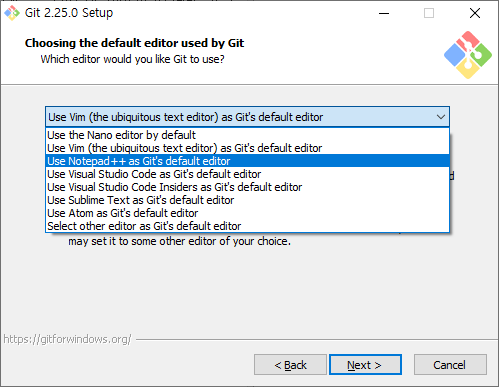 Git 2.25.0 Setup
Choosing the default editor used by Git
Which editor would you like Git to use?
Use Vim (the ubiquitous text editor) as Git's default editor
Use the Nano editor by default
Use Vim (the ubiquitous text editor) as Git's default editor
Use Notepad++ as Git's default editor
Use Visual Studio Code as Git's default editor
Use Visual Studio Code Insiders as Git's default editor
Use Sublime Text as Git's default editor
Use Atom as Git's default editor
Select other editor as Git's default editor
may set it to some other editor of your choice.
https://gitforwindows.org/
< Back
Next >
Cancel